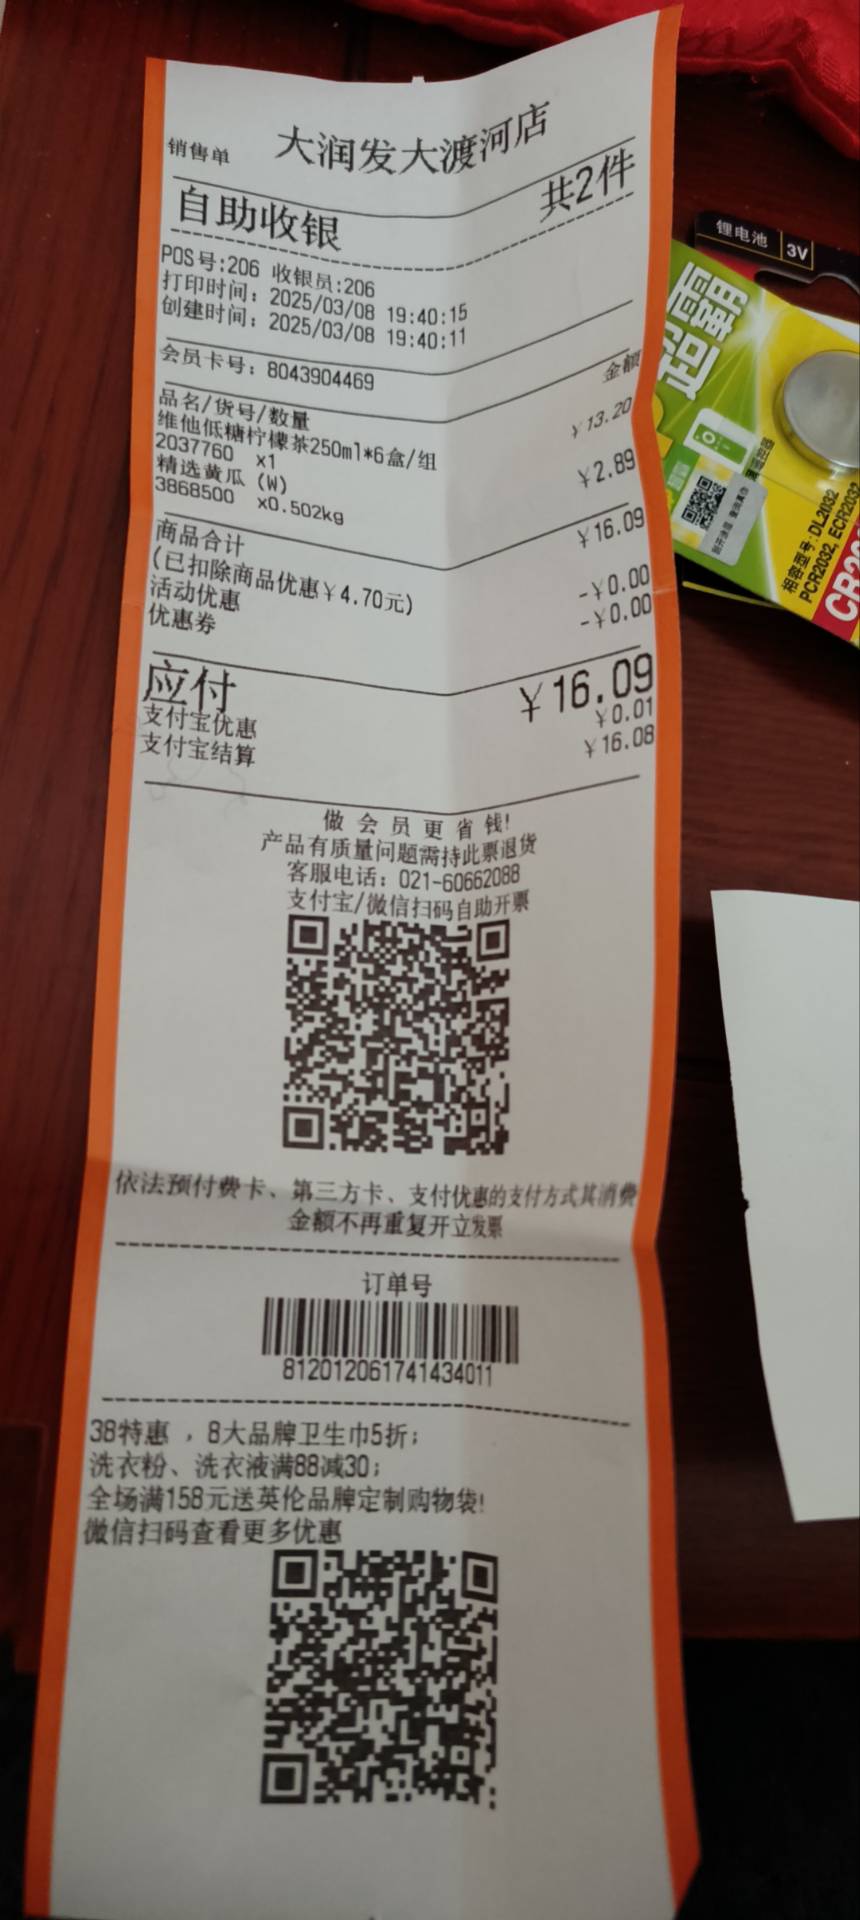 大润发大渡河店
销售单
共2件
自助收银
POS号:206 收银员:206
打印时间: 2025/03/08 19:40:15
创建时间: 2025/03/08 19:40:11
会员卡号: 8043904469
品名/货号/数量 金额
维他低糖柠檬茶250ml*6盒/组 ￥13.20
2037760 x1
精选黄瓜(W) ￥2.89
3868500 x0.502kg
商品合计 ￥16.09
(已扣除商品优惠￥4.70元)
活动优惠 -￥0.00
优惠券 -￥0.00
应付 ￥16.09
支付宝优惠 ￥0.01
支付宝结算 ￥16.08
做会员更省钱!
产品有质量问题需持此票退货
客服电话: 021-60662088
支付宝/微信扫码自助开票
依法预付费卡、第三方卡、支付优惠的支付方式其消费
金额不再重复开立发票
订单号
812012061741434011
38特惠 ，8大品牌卫生巾5折;
洗衣粉、洗衣液满88减30;
全场满158元送英伦品牌定制购物袋!
微信扫码查看更多优惠
锂电池 3V
超霸
相容型号: DL2032
PCR2032, ECR2032